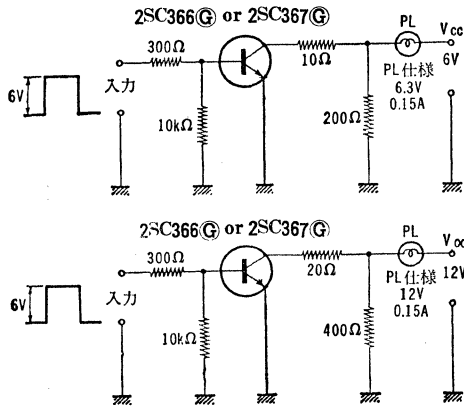 2SC366Ⓖ or 2SC367Ⓖ
300Ω
10Ω
PL
Vcc
6V
6V
入力
10kΩ
200Ω
PL仕様
6.3V
0.15A
2SC366Ⓖ or 2SC367Ⓖ
300Ω
20Ω
PL
Vcc
12V
6V
入力
10kΩ
400Ω
PL仕様
12V
0.15A